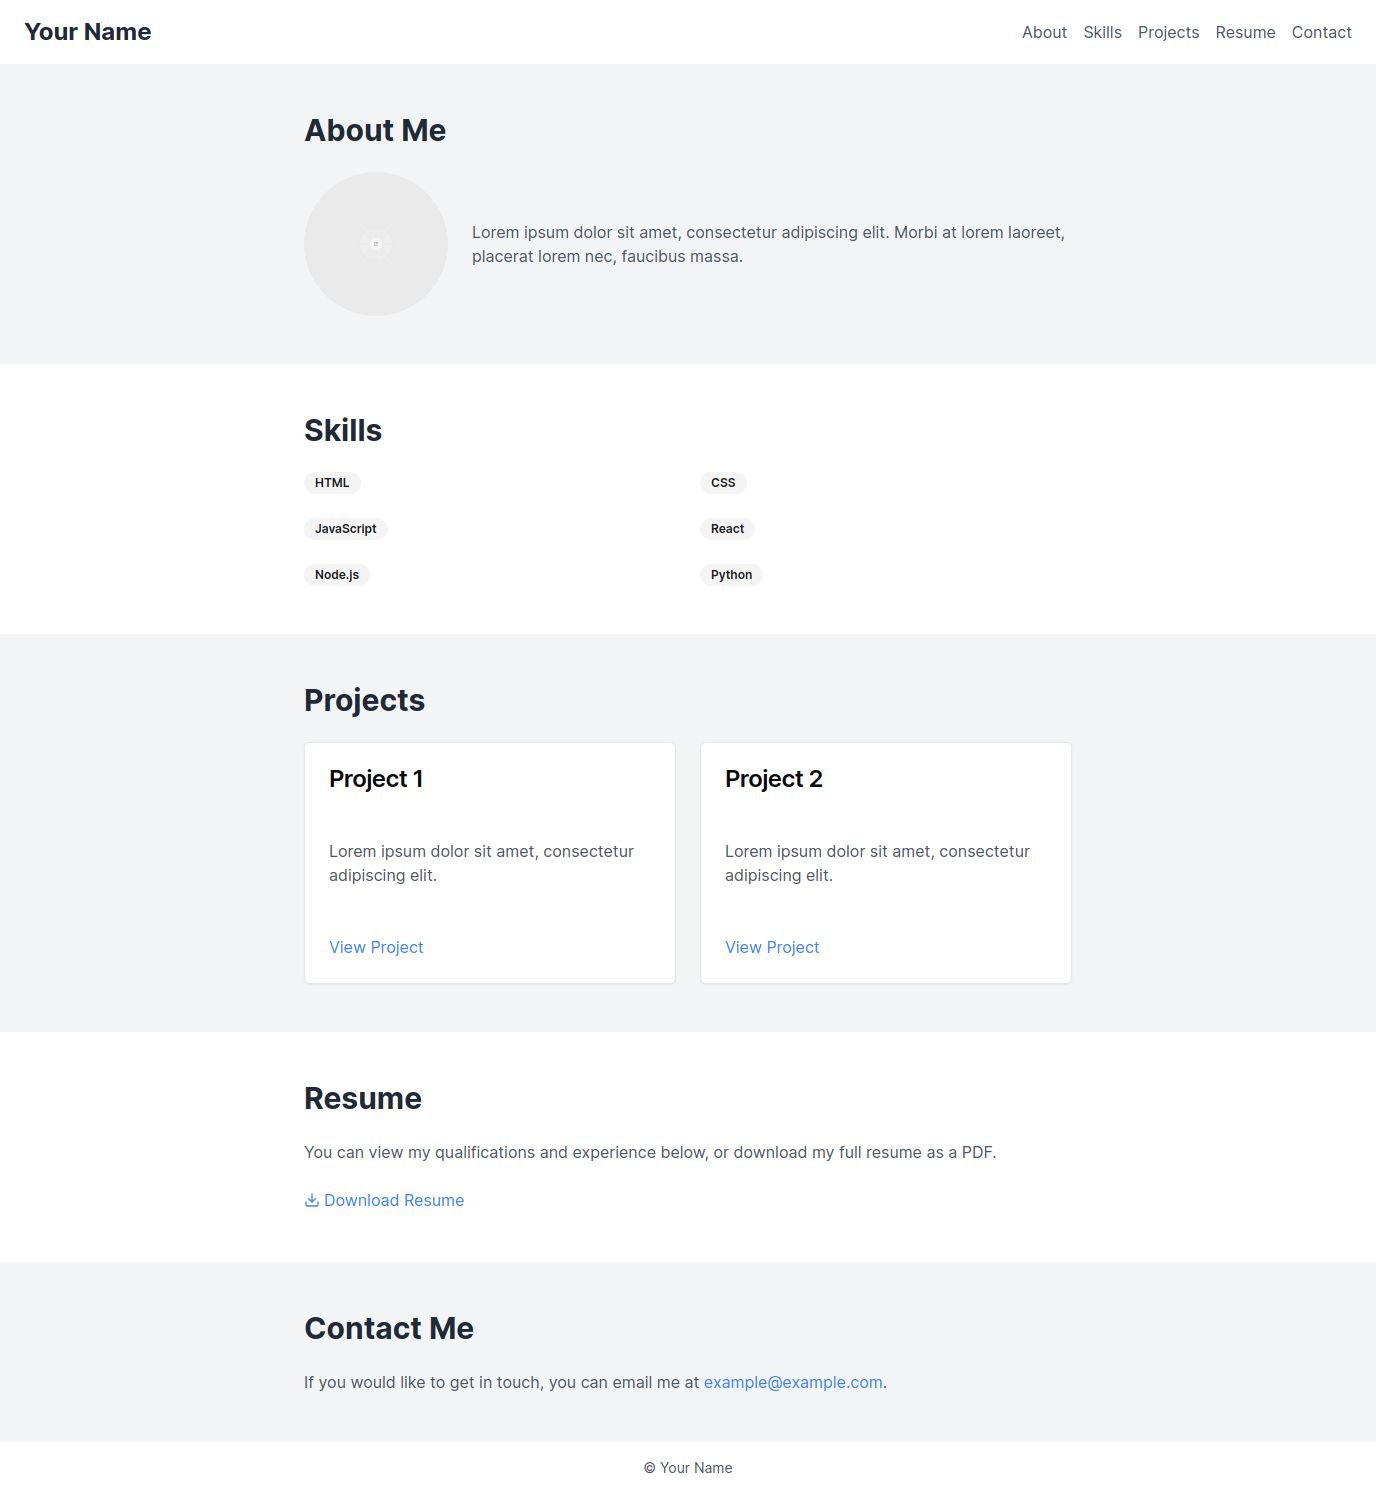 Your Name
About Skills Projects Resume Contact
About Me
Lorem ipsum dolor sit amet, consectetur adipiscing elit. Morbi at lorem laoreet,
placerat lorem nec, faucibus massa.
Skills
HTML
CSS
JavaScript
React
Node.js
Python
Projects
Project 1
Lorem ipsum dolor sit amet, consectetur
adipiscing elit.
View Project
Project 2
Lorem ipsum dolor sit amet, consectetur
adipiscing elit.
View Project
Resume
You can view my qualifications and experience below, or download my full resume as a PDF.
Download Resume
Contact Me
If you would like to get in touch, you can email me at example@example.com.
© Your Name